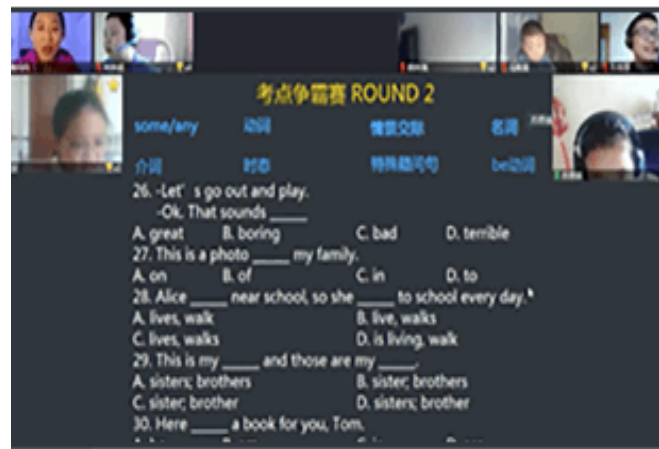 考点争霸赛 ROUND 2
some/any 动词 情景交际 名词
介词 时态 特殊疑问句 be动词
26. -Let' s go out and play.
-Ok. That sounds _____
A. great B. boring C. bad D. terrible
27. This is a photo _____ my family.
A. on B. of C. in D. to
28. Alice _____ near school, so she _____ to school every day.
A. lives, walk B. live, walks
C. lives, walks D. is living, walk
29. This is my _____ and those are my _____.
A. sisters; brothers B. sister; brothers
C. sister; brother D. sisters; brother
30. Here _____ a book for you, Tom.